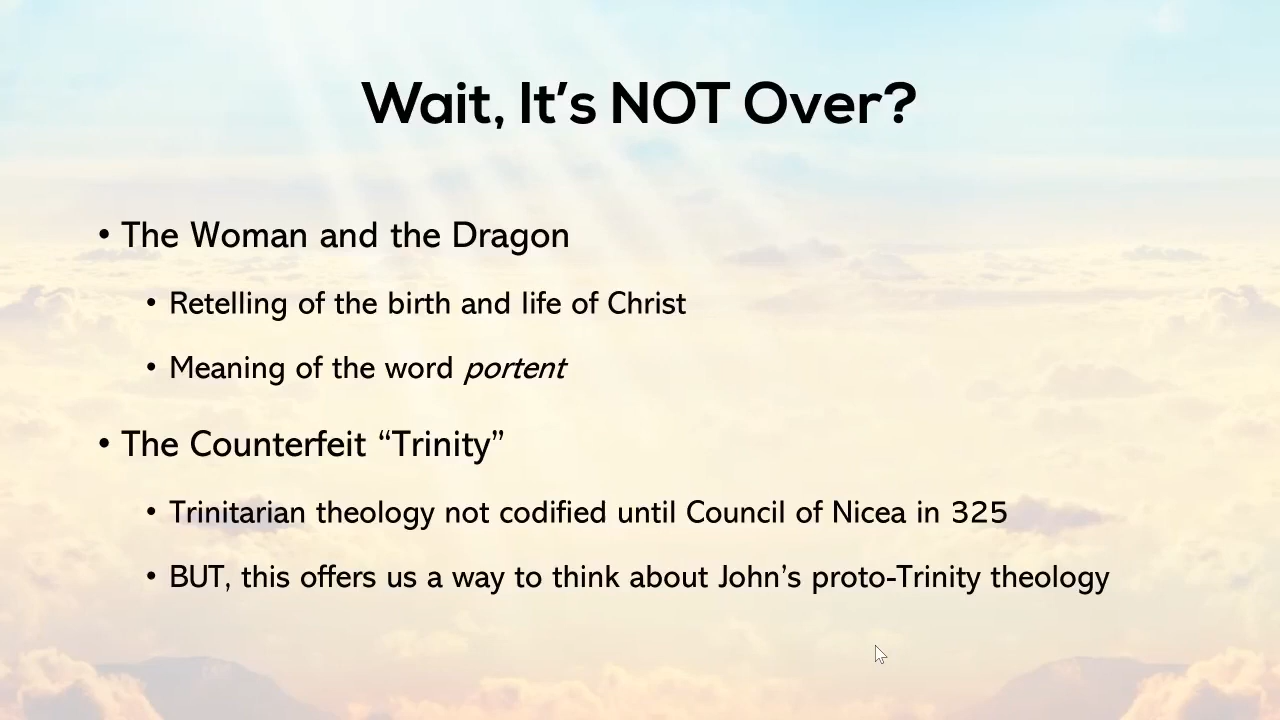 Wait, It’s NOT Over?
• The Woman and the Dragon
• Retelling of the birth and life of Christ
• Meaning of the word portent
• The Counterfeit “Trinity”
• Trinitarian theology not codified until Council of Nicea in 325
• BUT, this offers us a way to think about John’s proto-Trinity theology